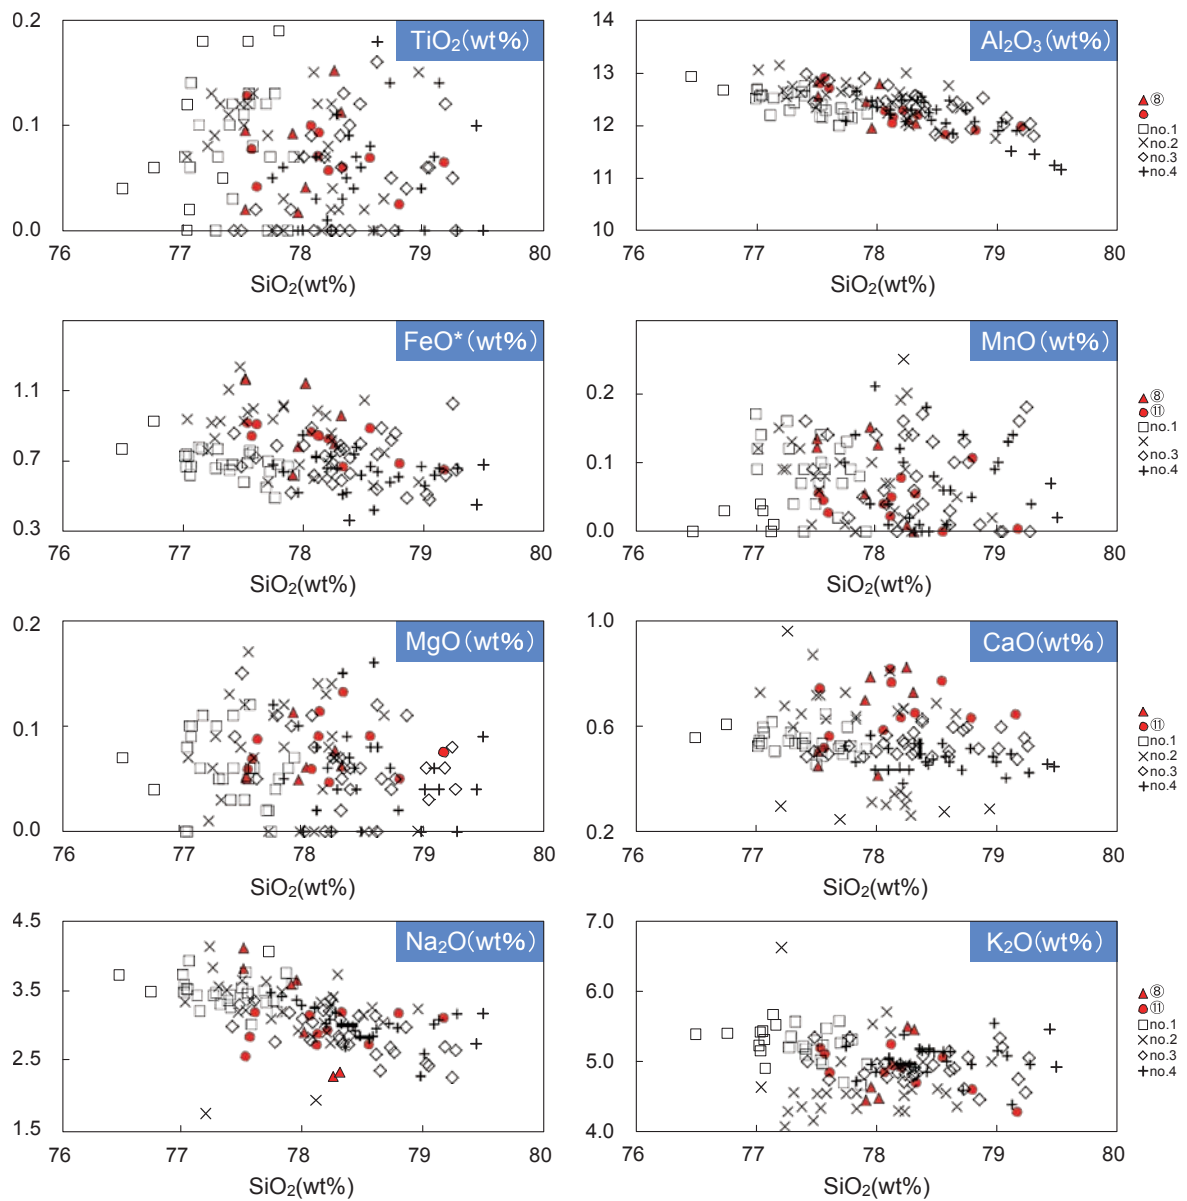 0.2
TiO₂(wt%)
0.1
0.0
76 77 78 79 80
SiO₂(wt%)
13
Al₂O₃(wt%)
13
12
11
10
76 77 78 79 80
SiO₂(wt%)
⑧
no.1
no.2
no.3
no.4
FeO*(wt%)
1.1
0.7
0.3
76 77 78 79 80
SiO₂(wt%)
MnO(wt%)
0.2
0.1
0.0
76 77 78 79 80
SiO₂(wt%)
⑧
⑪
no.1
no.3
no.4
0.2
MgO(wt%)
0.1
0.0
76 77 78 79 80
SiO₂(wt%)
1.0
CaO(wt%)
0.6
0.2
76 77 78 79 80
SiO₂(wt%)
⑪
no.1
no.2
no.3
no.4
4.5
Na₂O(wt%)
3.5
2.5
1.5
76 77 78 79 80
SiO₂(wt%)
7.0
K₂O(wt%)
6.0
5.0
4.0
76 77 78 79 80
SiO₂(wt%)
⑧
⑪
no.1
no.2
no.3
no.4